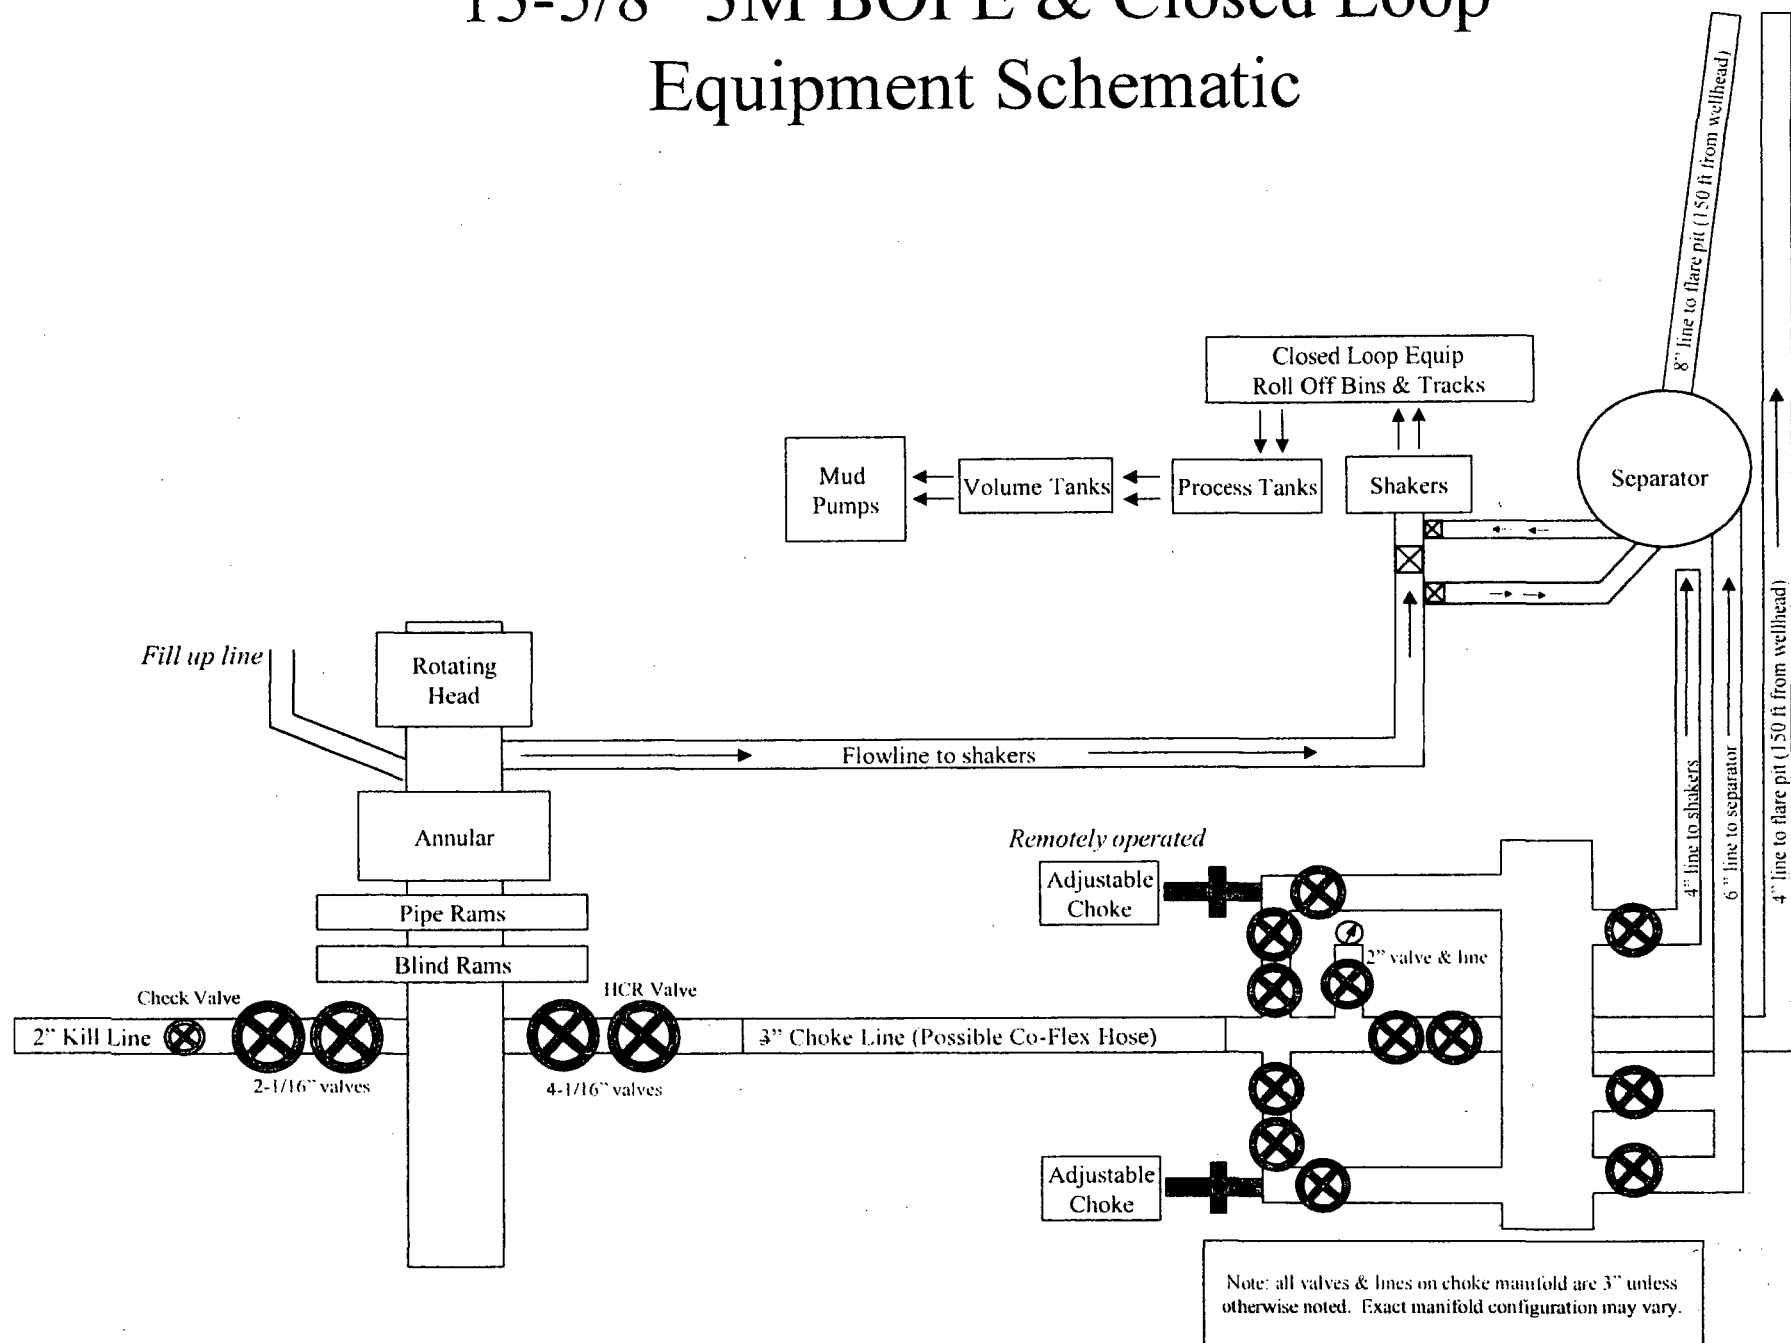 Equipment Schematic
8" line to flare pit (150 ft from wellhead)
Closed Loop Equip
Roll Off Bins & Tracks
Mud
Pumps
Volume Tanks
Process Tanks
Shakers
Separator
Fill up line
Rotating
Head
Flowline to shakers
Annular
Pipe Rams
Blind Rams
Check Valve
HCR Valve
2" Kill Line
3" Choke Line (Possible Co-Flex Hose)
2-1/16" valves
4-1/16" valves
Remotely operated
Adjustable
Choke
2" valve & line
Adjustable
Choke
4" line to shakers
6" line to separator
4" line to flare pit (150 ft from wellhead)
Note: all valves & lines on choke manifold are 3" unless
otherwise noted. Exact manifold configuration may vary.